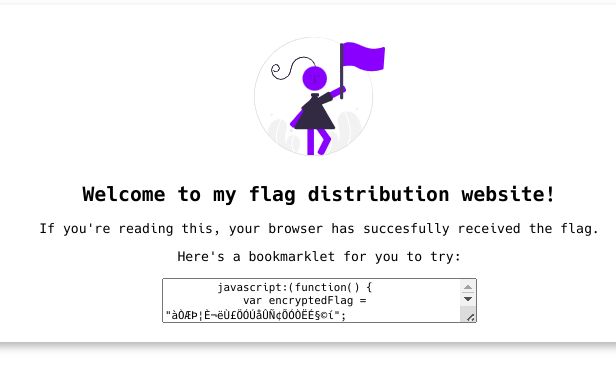 Welcome to my flag distribution website!
If you're reading this, your browser has succesfully received the flag.
Here's a bookmarklet for you to try:
javascript:(function() {
var encryptedFlag =
"àÒÆÞ¦È¬ëÙ£ÖÓÚåÛÑ¢ÕÓÒËÉ§©í";